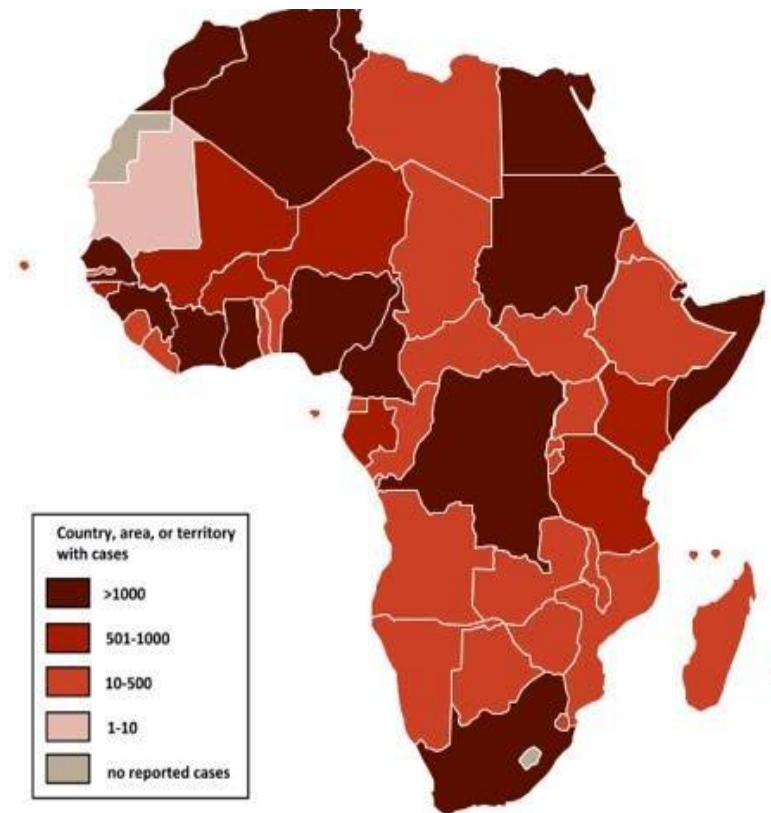 Country, area, or territory
with cases
>1000
501-1000
10-500
1-10
no reported cases